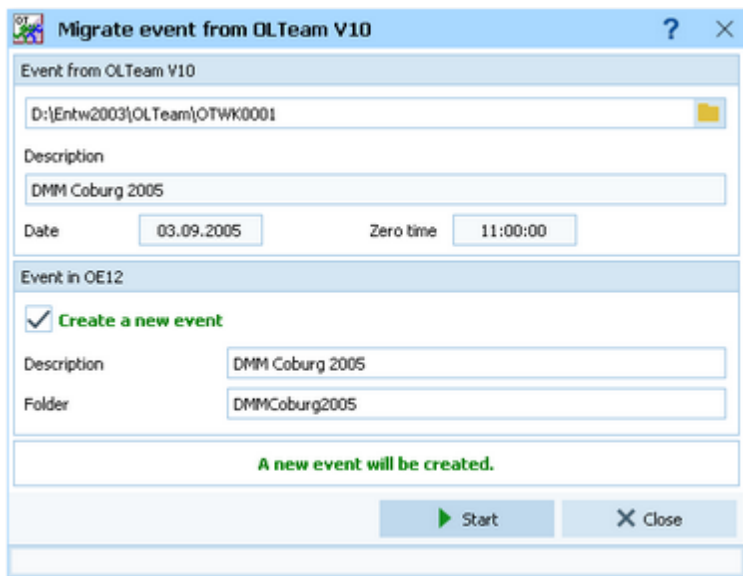 OT
Migrate event from OLTeam V10 ?
Event from OLTeam V10
D:\Entw2003\OLTeam\OTWK0001
Description
DMM Coburg 2005
Date 03.09.2005 Zero time 11:00:00
Event in OE12
Create a new event
Description DMM Coburg 2005
Folder DMMCoburg2005
A new event will be created.
Start Close